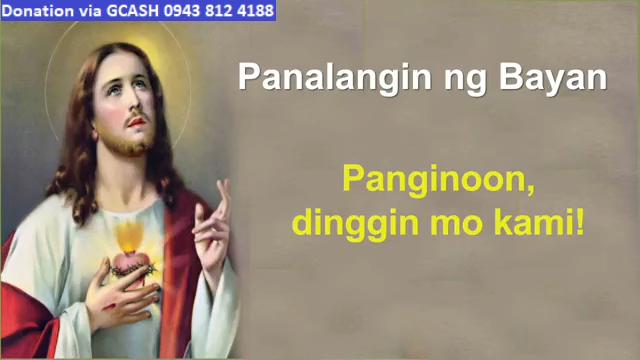 Donation via GCASH 0943 812 4188
Panalangin ng Bayan
Panginoon,
dinggin mo kami!